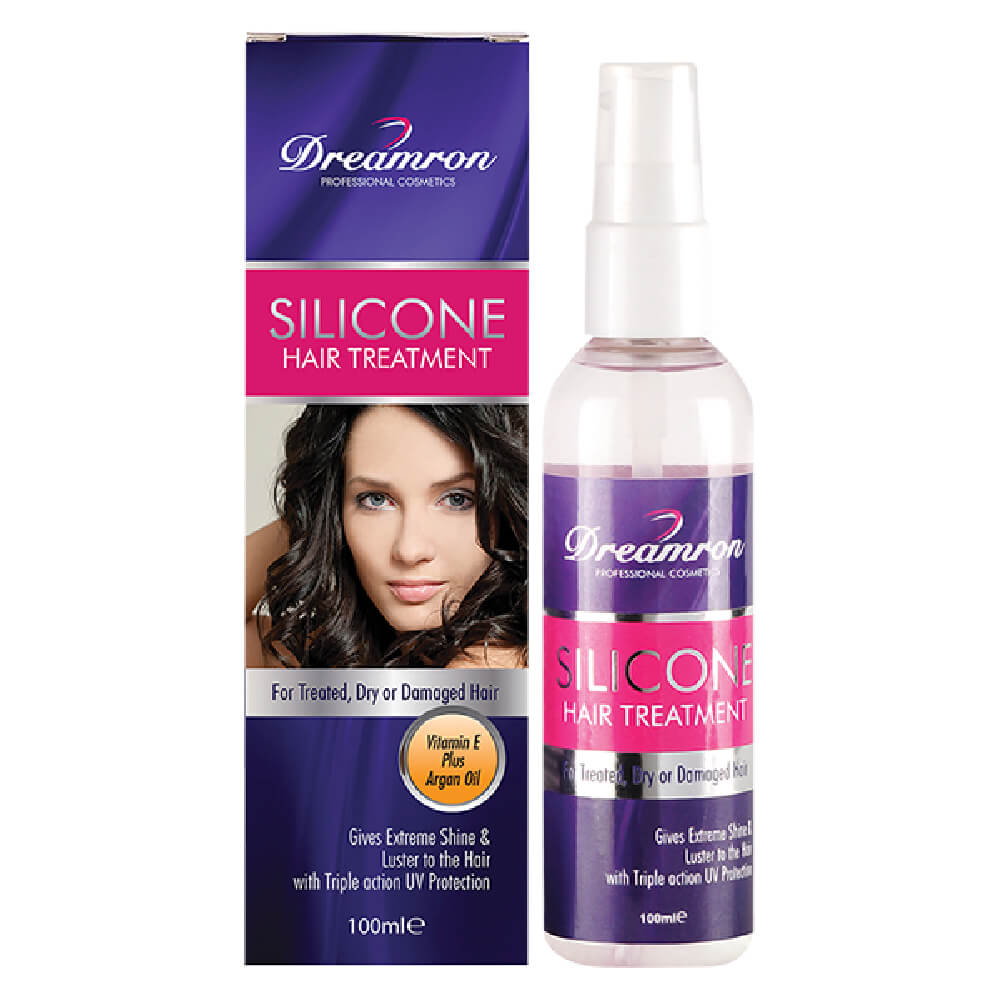 Dreamron
PROFESSIONAL COSMETICS
SILICONE
HAIR TREATMENT
For Treated, Dry or Damaged Hair
Vitamin E
Plus
Argan Oil
Gives Extreme Shine &
Luster to the Hair
with Triple action UV Protection
100ml℮
Dreamron
PROFESSIONAL COSMETICS
SILICONE
HAIR TREATMENT
For Treated, Dry or Damaged Hair
Gives Extreme Shine &
Luster to the Hair
with Triple action UV Protection
100ml℮